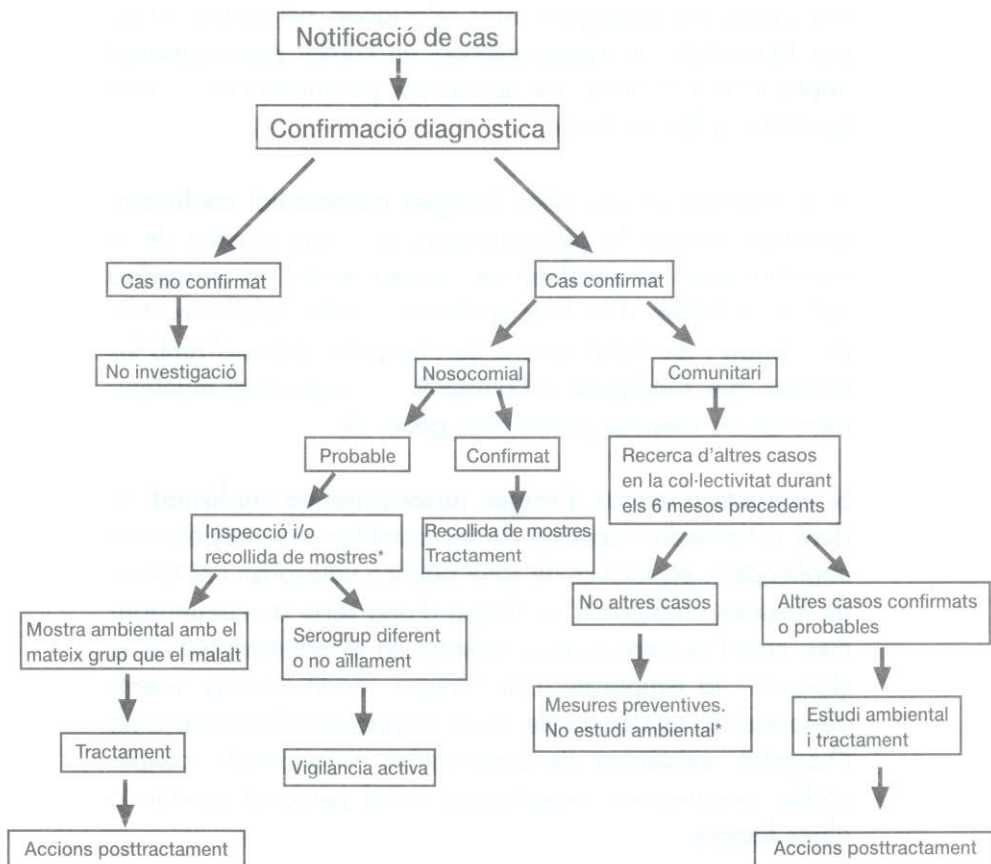 Notificació de cas
Confirmació diagnòstica
Cas no confirmat
Cas confirmat
No investigació
Nosocomial
Comunitari
Probable
Confirmat
Recerca d'altres casos
en la col·lectivitat durant
els 6 mesos precedents
Inspecció i/o
recollida de mostres*
Recollida de mostres
Tractament
No altres casos
Altres casos confirmats
o probables
Mostra ambiental amb el
mateix grup que el malalt
Serogrup diferent
o no aïllament
Mesures preventives.
No estudi ambiental*
Estudi ambiental
i tractament
Tractament
Vigilància activa
Accions posttractament
Accions posttractament